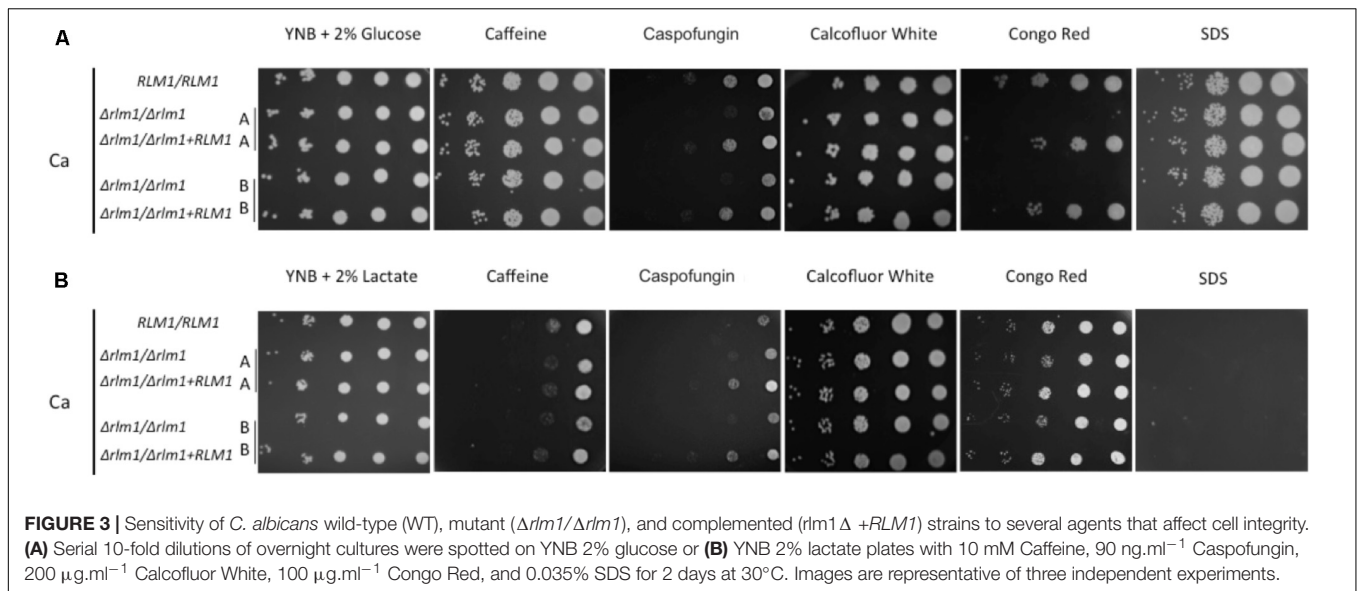 A
YNB + 2% Glucose Caffeine Caspofungin Calcofluor White Congo Red SDS
Ca
RLM1/RLM1
Δrlm1/Δrlm1 A
Δrlm1/Δrlm1+RLM1 A
Δrlm1/Δrlm1 B
Δrlm1/Δrlm1+RLM1 B
B
YNB + 2% Lactate Caffeine Caspofungin Calcofluor White Congo Red SDS
Ca
RLM1/RLM1
Δrlm1/Δrlm1 A
Δrlm1/Δrlm1+RLM1 A
Δrlm1/Δrlm1 B
Δrlm1/Δrlm1+RLM1 B
FIGURE 3 | Sensitivity of C. albicans wild-type (WT), mutant (Δrlm1/Δrlm1), and complemented (rlm1Δ +RLM1) strains to several agents that affect cell integrity.
(A) Serial 10-fold dilutions of overnight cultures were spotted on YNB 2% glucose or (B) YNB 2% lactate plates with 10 mM Caffeine, 90 ng.ml⁻¹ Caspofungin,
200 μg.ml⁻¹ Calcofluor White, 100 μg.ml⁻¹ Congo Red, and 0.035% SDS for 2 days at 30°C. Images are representative of three independent experiments.